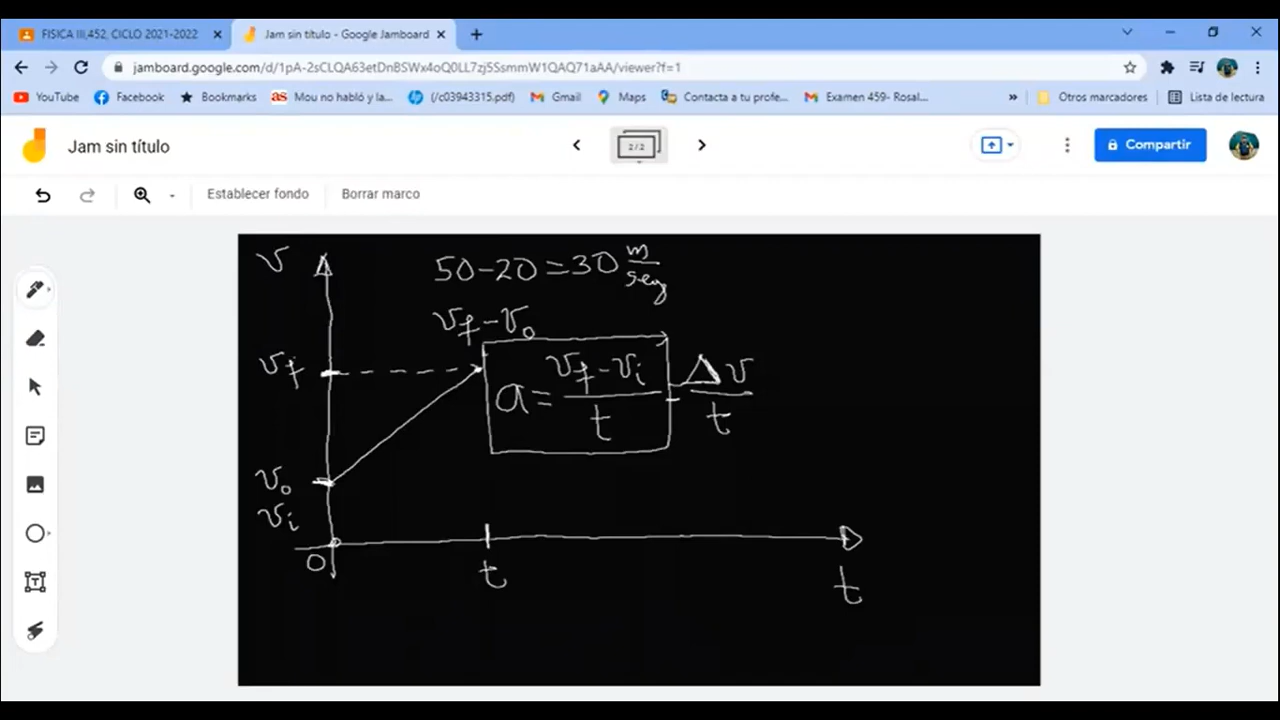 FISICA III,452, CICLO 2021-2022
Jam sin título - Google Jamboard
jamboard.google.com/d/1pA-2sCLQA63etDnBSWx4oQ0LL7zj5SsmmW1QAQ71aAA/viewer?f=1
YouTube Facebook Bookmarks Mou no habló y la... (/c03943315.pdf) Gmail Maps Contacta a tu profe... Examen 459- Rosal... » Otros marcadores Lista de lectura
Jam sin título
2/2
Compartir
Establecer fondo Borrar marco
v
50-20=30 m/seg
vf-v₀
vf
a= vf-vi / t = Δv / t
v₀
vi
0
t
t